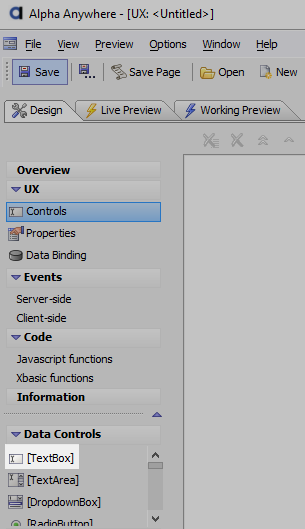 Alpha Anywhere - [UX: <Untitled>]
File View Preview Options Window Help
Save Save Page Open New
Design Live Preview Working Preview
Overview
UX
Controls
Properties
Data Binding
Events
Server-side
Client-side
Code
Javascript functions
Xbasic functions
Information
Data Controls
[TextBox]
[TextArea]
[DropdownBox]
[RadioButton]